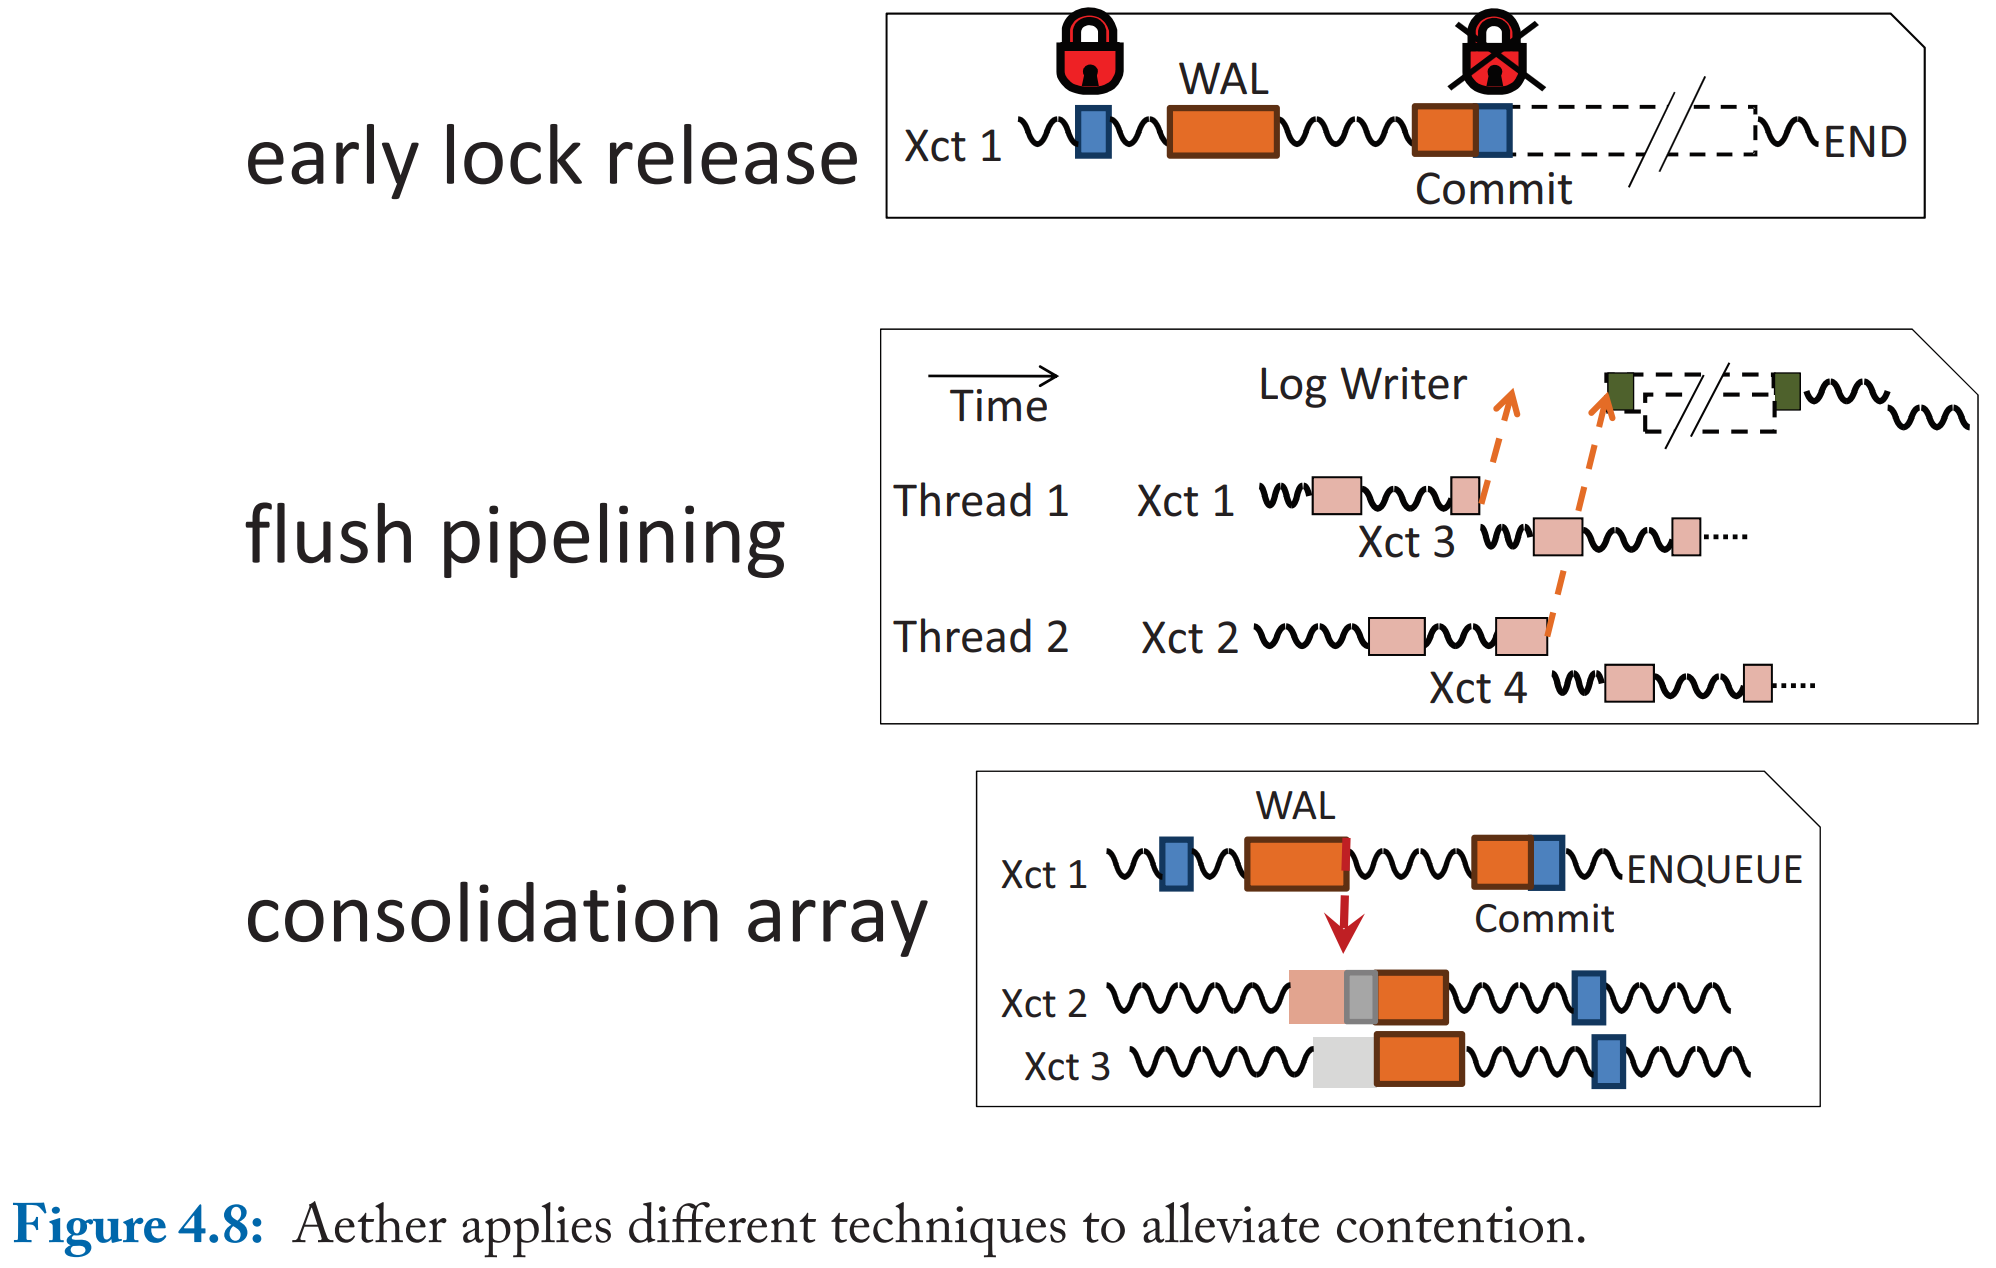 early lock release
WAL
Xct 1
END
Commit
flush pipelining
Time
Log Writer
Thread 1
Xct 1
Xct 3
Thread 2
Xct 2
Xct 4
consolidation array
WAL
Xct 1
ENQUEUE
Commit
Xct 2
Xct 3
Figure 4.8: Aether applies different techniques to alleviate contention.